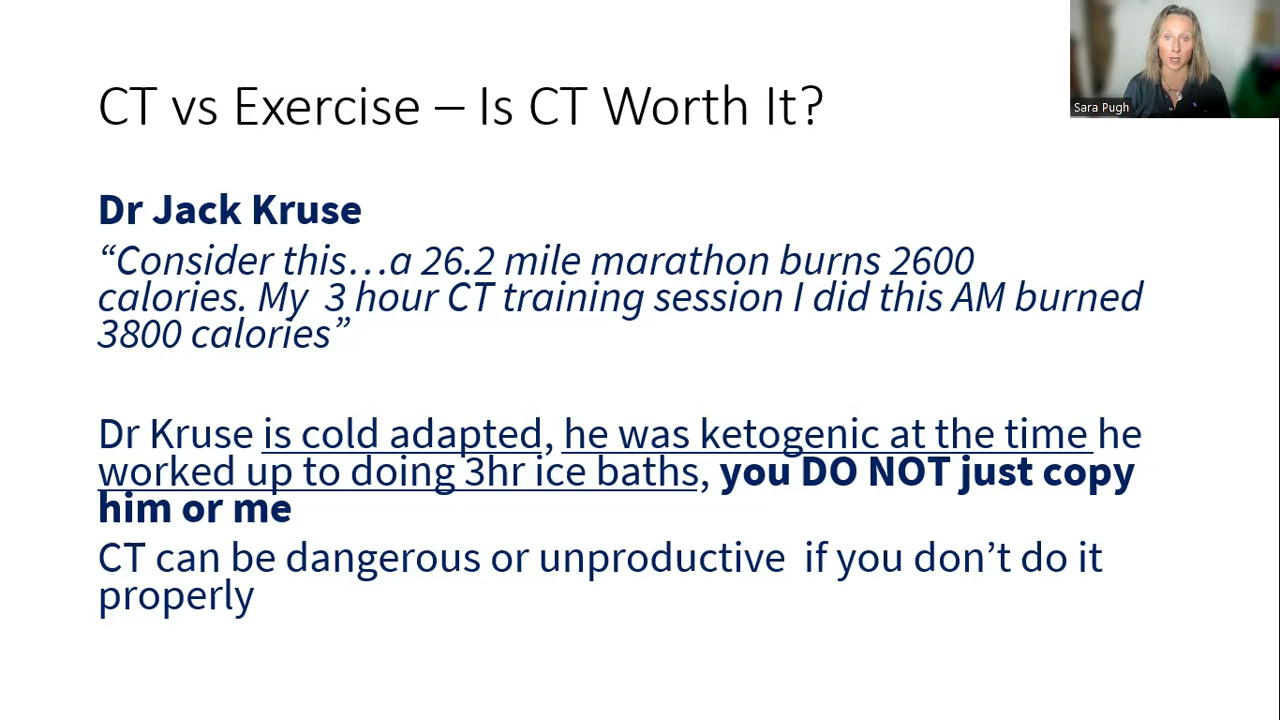 CT vs Exercise – Is CT Worth It?
Sara Pugh
Dr Jack Kruse
“Consider this…a 26.2 mile marathon burns 2600
calories. My  3 hour CT training session I did this AM burned
3800 calories”
Dr Kruse is cold adapted, he was ketogenic at the time he
worked up to doing 3hr ice baths, you DO NOT just copy
him or me
CT can be dangerous or unproductive  if you don’t do it
properly